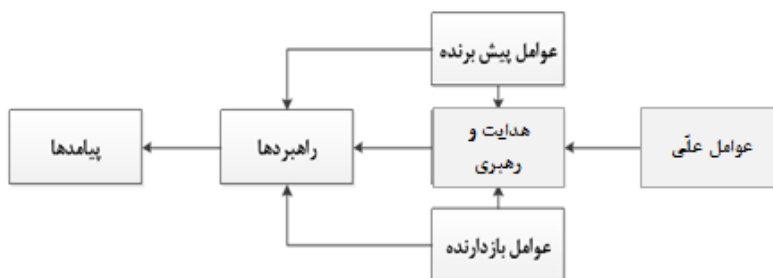 عوامل پیش برنده
عوامل علّی
هدایت و
رهبری
راهبردها
پیامدها
عوامل بازدارنده